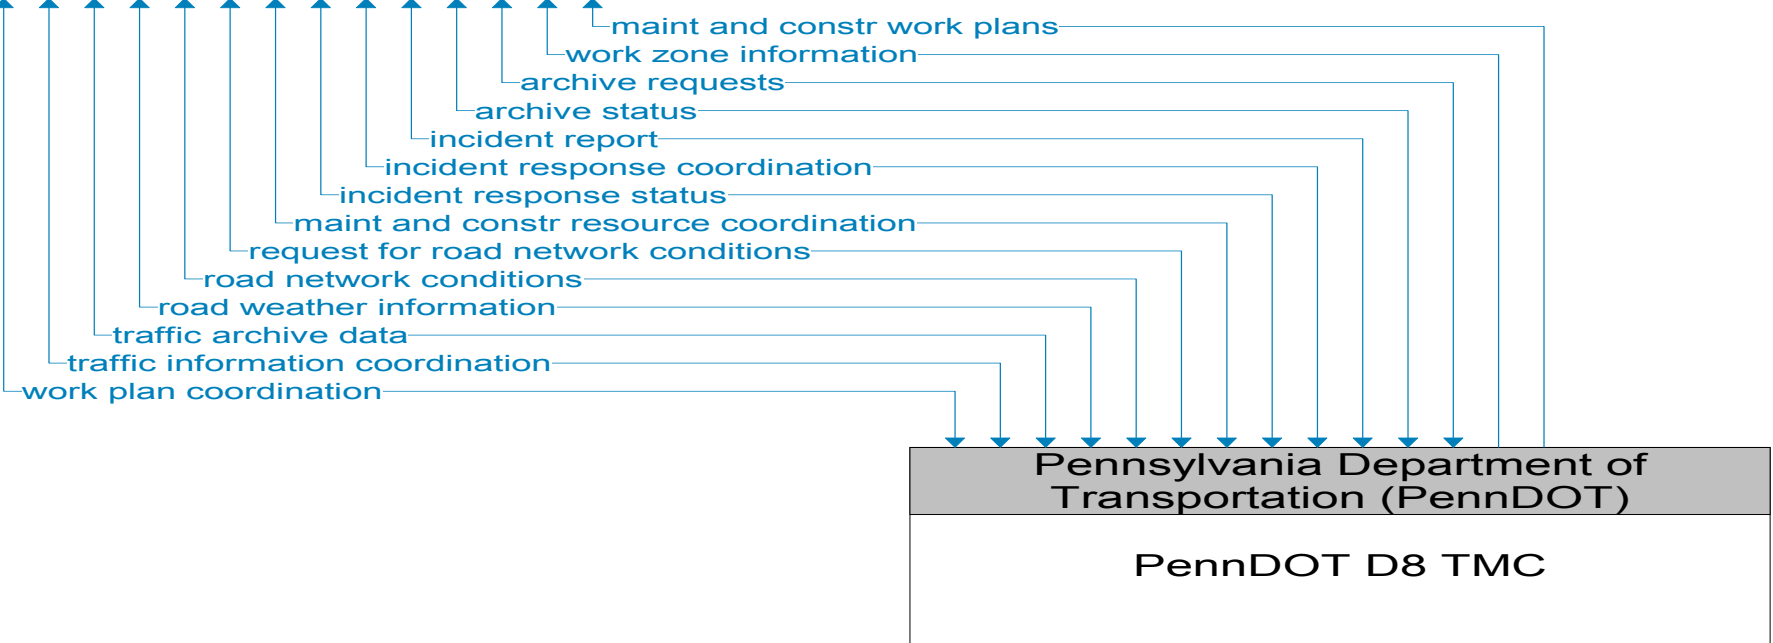 maint and constr work plans
work zone information
archive requests
archive status
incident report
incident response coordination
incident response status
maint and constr resource coordination
request for road network conditions
road network conditions
road weather information
traffic archive data
traffic information coordination
work plan coordination
Pennsylvania Department of
Transportation (PennDOT)
PennDOT D8 TMC